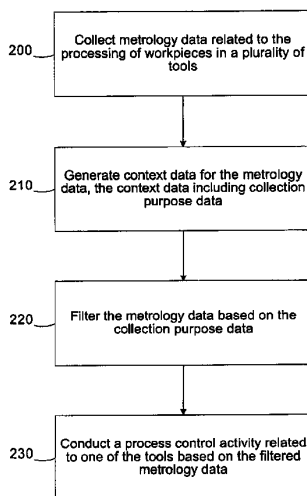 200
Collect metrology data related to the
processing of workpieces in a plurality of
tools
210
Generate context data for the metrology
data, the context data including collection
purpose data
220
Filter the metrology data based on the
collection purpose data
230
Conduct a process control activity related
to one of the tools based on the filtered
metrology data